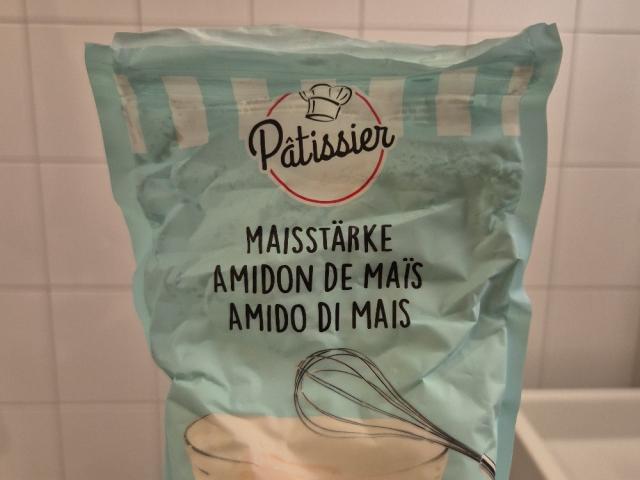 Pâtissier
MAISSTÄRKE
AMIDON DE MAÏS
AMIDO DI MAIS